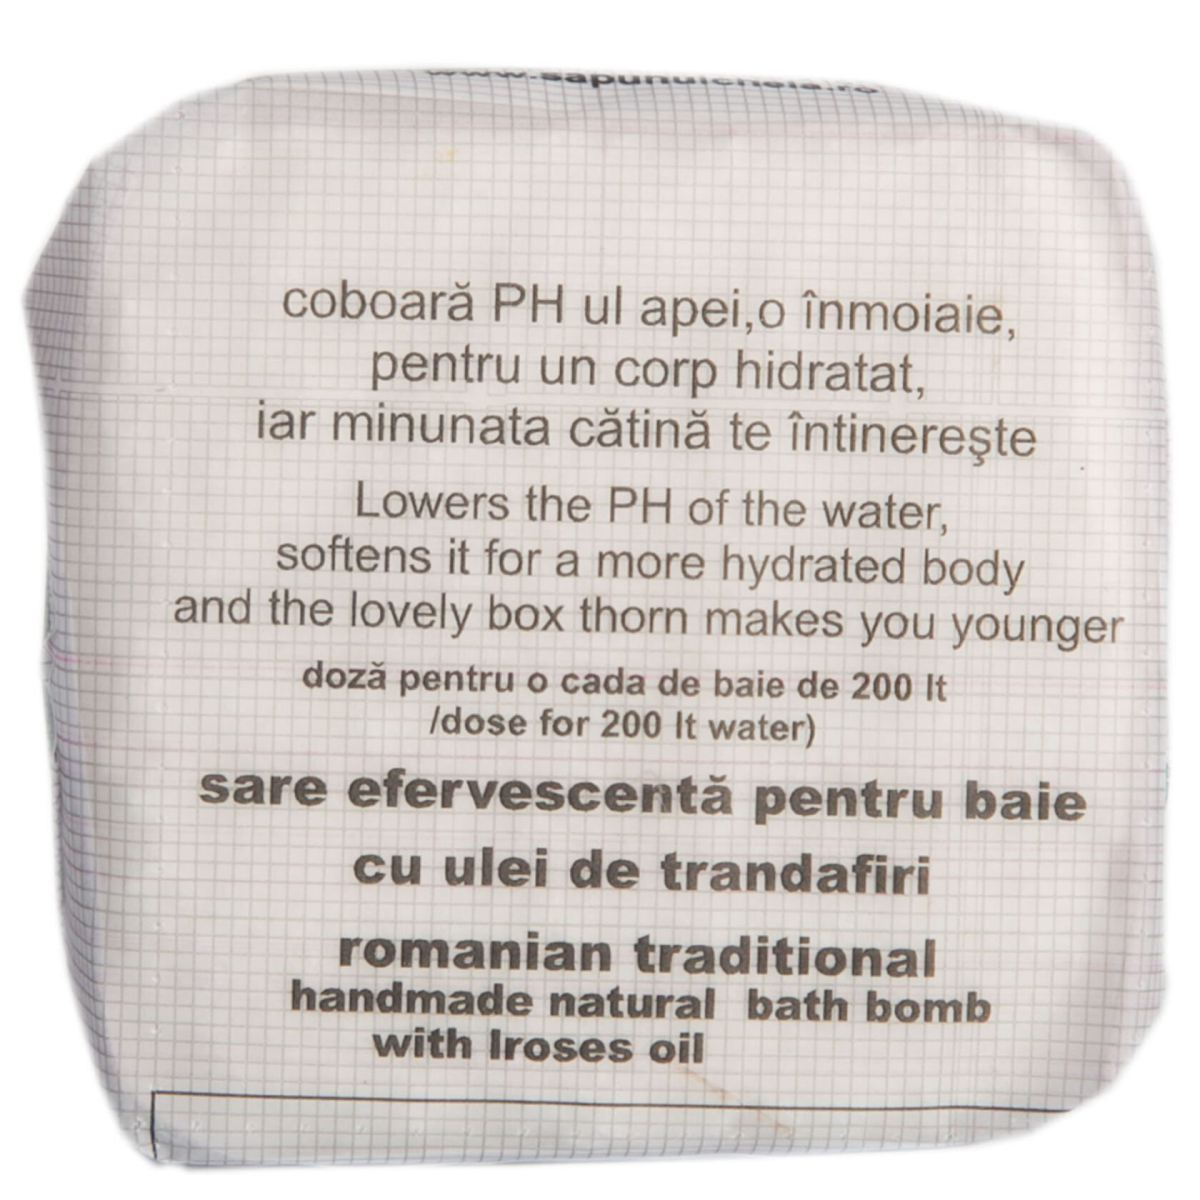 www.sapunulcheia.ro
coboară PH ul apei,o înmoiaie,
pentru un corp hidratat,
iar minunata cătină te întinereşte
Lowers the PH of the water,
softens it for a more hydrated body
and the lovely box thorn makes you younger
doză pentru o cada de baie de 200 lt
/dose for 200 lt water)
sare efervescentă pentru baie
cu ulei de trandafiri
romanian traditional
handmade natural bath bomb
with lroses oil